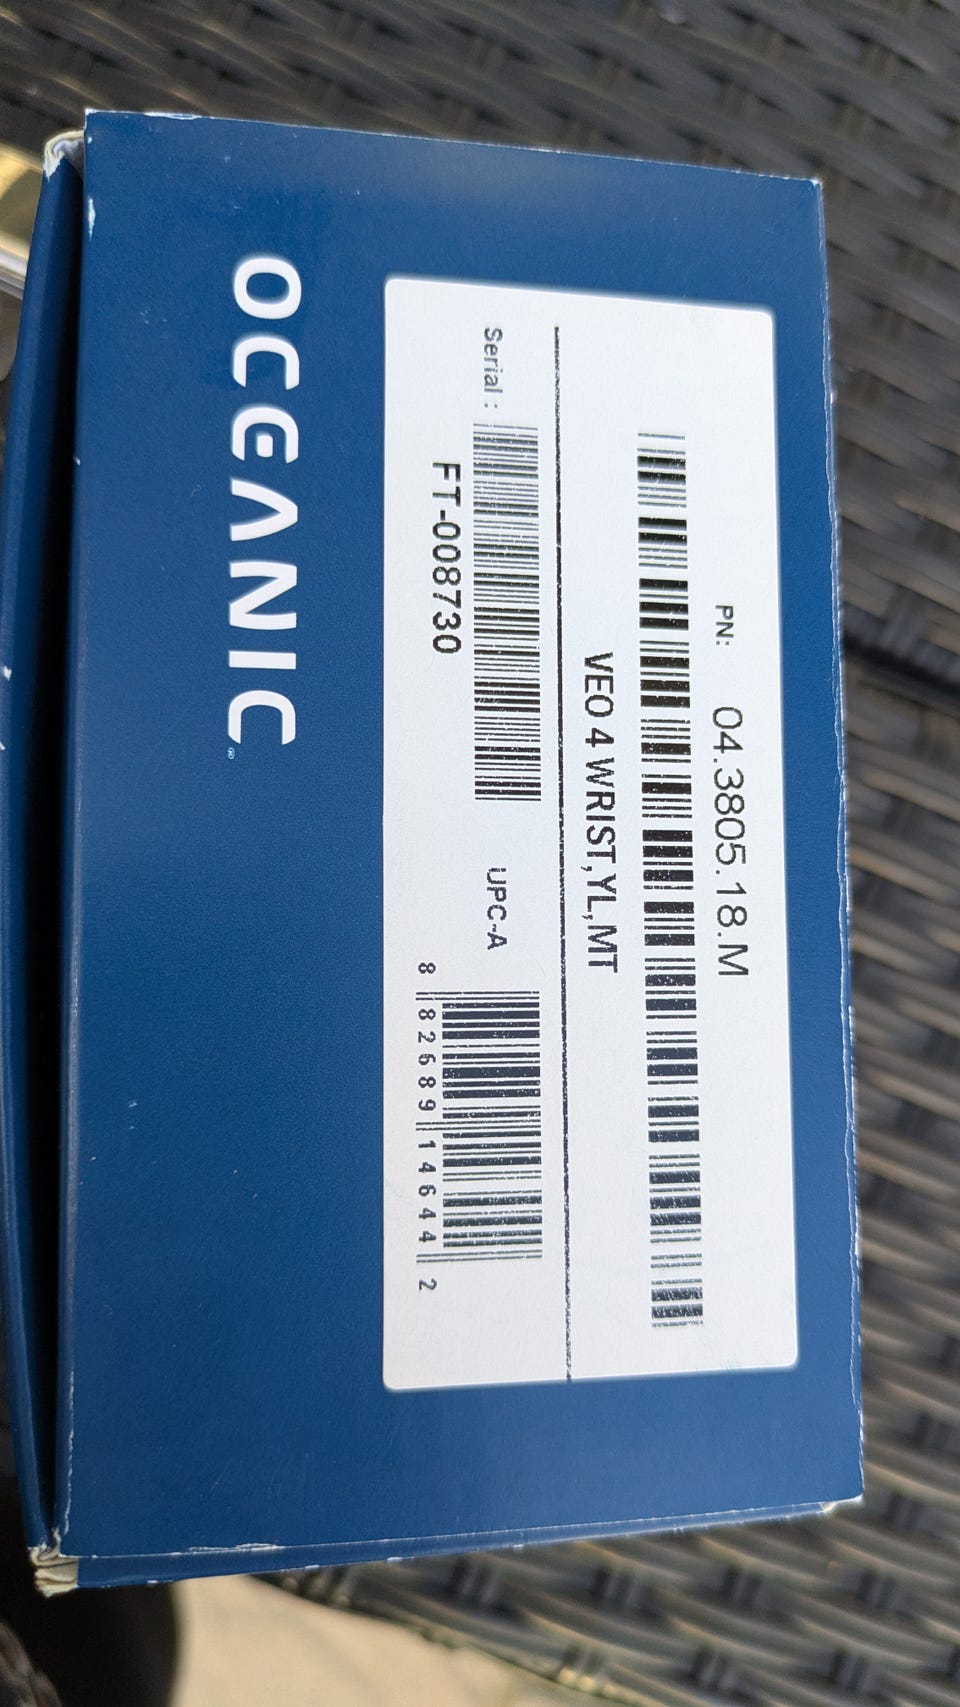 PN: 04.3805.18.M
VEO 4 WRIST,YL,MT
Serial :
FT-008730
UPC-A
8 82689 14644 2
OCEANIC®